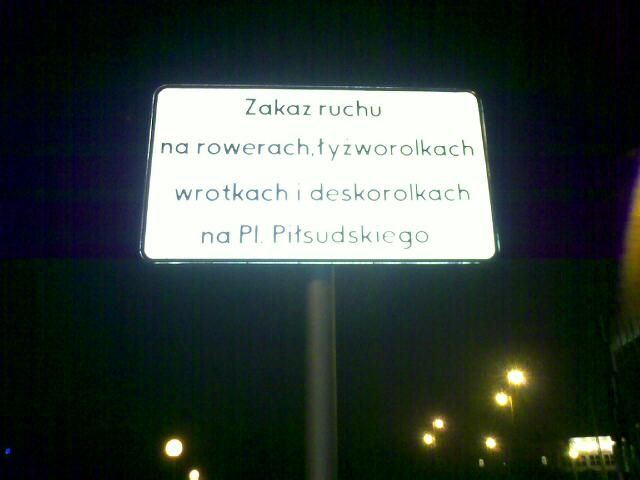 Zakaz ruchu
na rowerach,łyżworolkach
wrotkach i deskorolkach
na Pl. Piłsudskiego